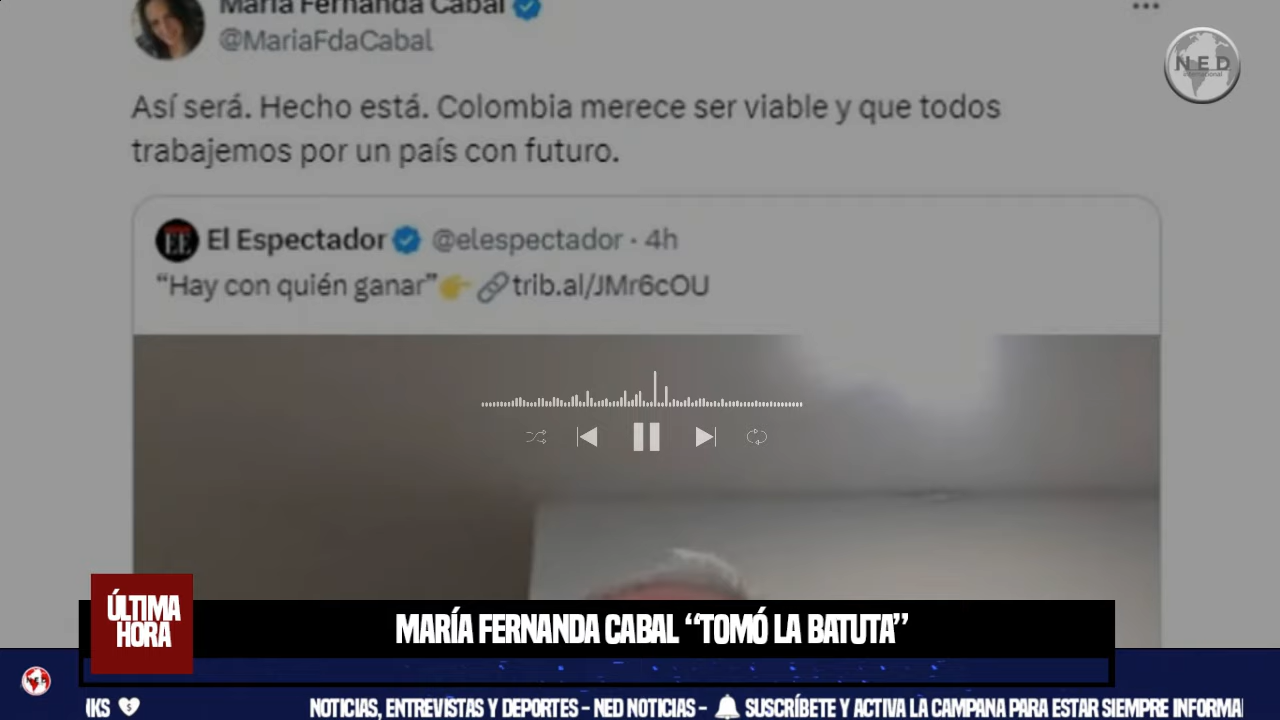 María Fernanda Cabal
@MariaFdaCabal
NED
international
Así será. Hecho está. Colombia merece ser viable y que todos
trabajemos por un país con futuro.
EE
El Espectador @elespectador · 4h
“Hay con quién ganar”👉🔗trib.al/JMr6cOU
ÚLTIMA
HORA
MARÍA FERNANDA CABAL “TOMÓ LA BATUTA”
NOTICIAS, ENTREVISTAS Y DEPORTES - NED NOTICIAS - 🔔 SUSCRÍBETE Y ACTIVA LA CAMPANA PARA ESTAR SIEMPRE INFORMA